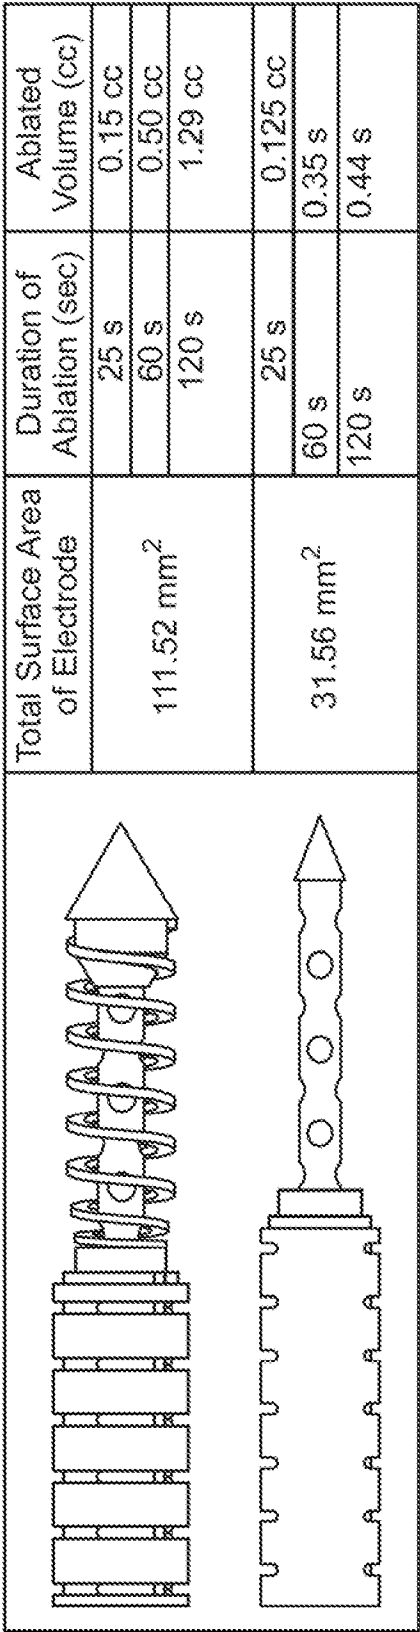 Total Surface Area
of Electrode
Duration of
Ablation (sec)
Ablated
Volume (cc)
111.52 mm²
25 s
0.15 cc
60 s
0.50 cc
120 s
1.29 cc
31.56 mm²
25 s
0.125 cc
60 s
0.35 s
120 s
0.44 s